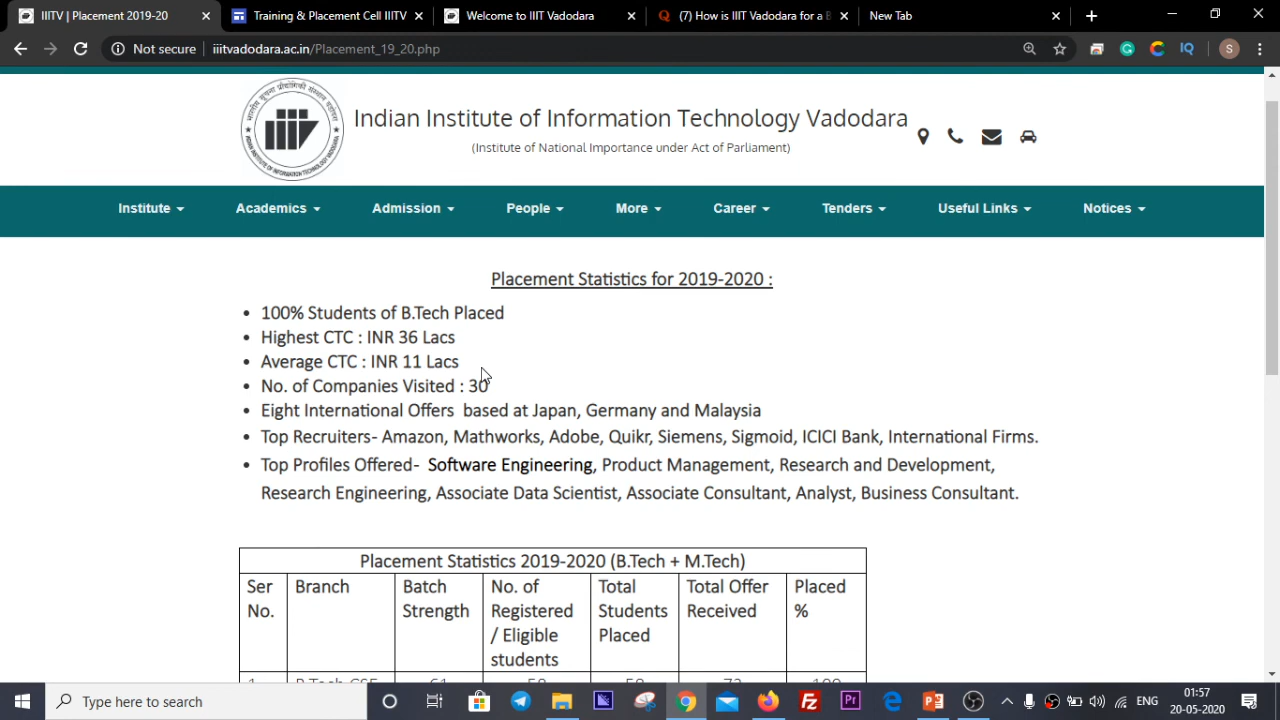 IIITV | Placement 2019-20
Training & Placement Cell IIITV
Welcome to IIIT Vadodara
(7) How is IIIT Vadodara for a B
New Tab
Not secure
iiitvadodara.ac.in/Placement_19_20.php
S
Indian Institute of Information Technology Vadodara
(Institute of National Importance under Act of Parliament)
Institute
Academics
Admission
People
More
Career
Tenders
Useful Links
Notices
Placement Statistics for 2019-2020 :
• 100% Students of B.Tech Placed
• Highest CTC : INR 36 Lacs
• Average CTC : INR 11 Lacs
• No. of Companies Visited : 30
• Eight International Offers based at Japan, Germany and Malaysia
• Top Recruiters- Amazon, Mathworks, Adobe, Quikr, Siemens, Sigmoid, ICICI Bank, International Firms.
• Top Profiles Offered- Software Engineering, Product Management, Research and Development,
Research Engineering, Associate Data Scientist, Associate Consultant, Analyst, Business Consultant.
Placement Statistics 2019-2020 (B.Tech + M.Tech)
Ser No.
Branch
Batch Strength
No. of Registered / Eligible students
Total Students Placed
Total Offer Received
Placed %
Type here to search
ENG
01:57
20-05-2020